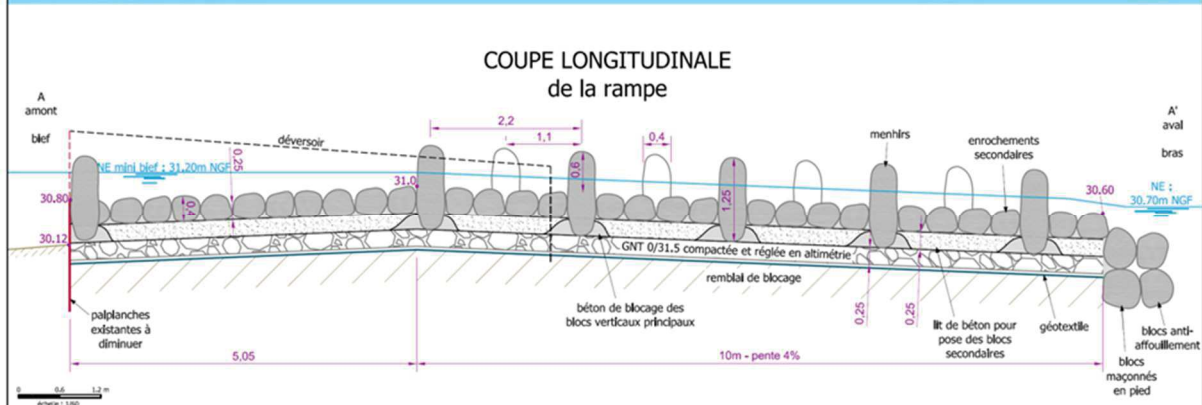 COUPE LONGITUDINALE
de la rampe
A
amont
bief
A'
aval
bras
déversoir
2,2
1,1
0,4
menhirs
enrochements
secondaires
NE mini bief : 31,20m NGF
0,25
0,6
1,25
31,0
30.80
0,4
30.60
NE :
30.70m NGF
30.12
GNT 0/31.5 compactée et réglée en altimétrie
remblai de blocage
palplanches
existantes à
diminuer
béton de blocage des
blocs verticaux principaux
0,25
0,25
lit de béton pour
pose des blocs
secondaires
géotextile
blocs anti-
affouillement
blocs
maçonnés
en pied
5,05
10m - pente 4%
0
0.6
1.2 m